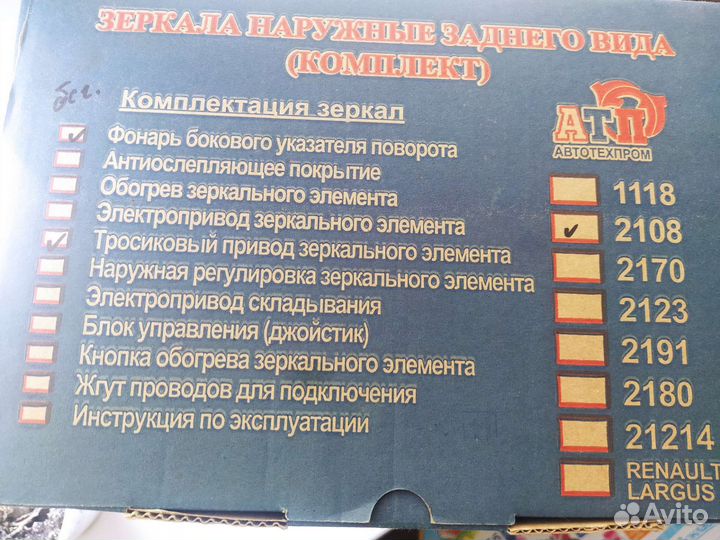 ЗЕРКАЛА НАРУЖНЫЕ ЗАДНЕГО ВИДА
(КОМПЛЕКТ)
Комплектация зеркал
Фонарь бокового указателя поворота
Антиослепляющее покрытие
Обогрев зеркального элемента
Электропривод зеркального элемента
Тросиковый привод зеркального элемента
Наружная регулировка зеркального элемента
Электропривод складывания
Блок управления (джойстик)
Кнопка обогрева зеркального элемента
Жгут проводов для подключения
Инструкция по эксплуатации
АТП
АВТОТЕХПРОМ
1118
2108
2170
2123
2191
2180
21214
RENAULT
LARGUS
Avito